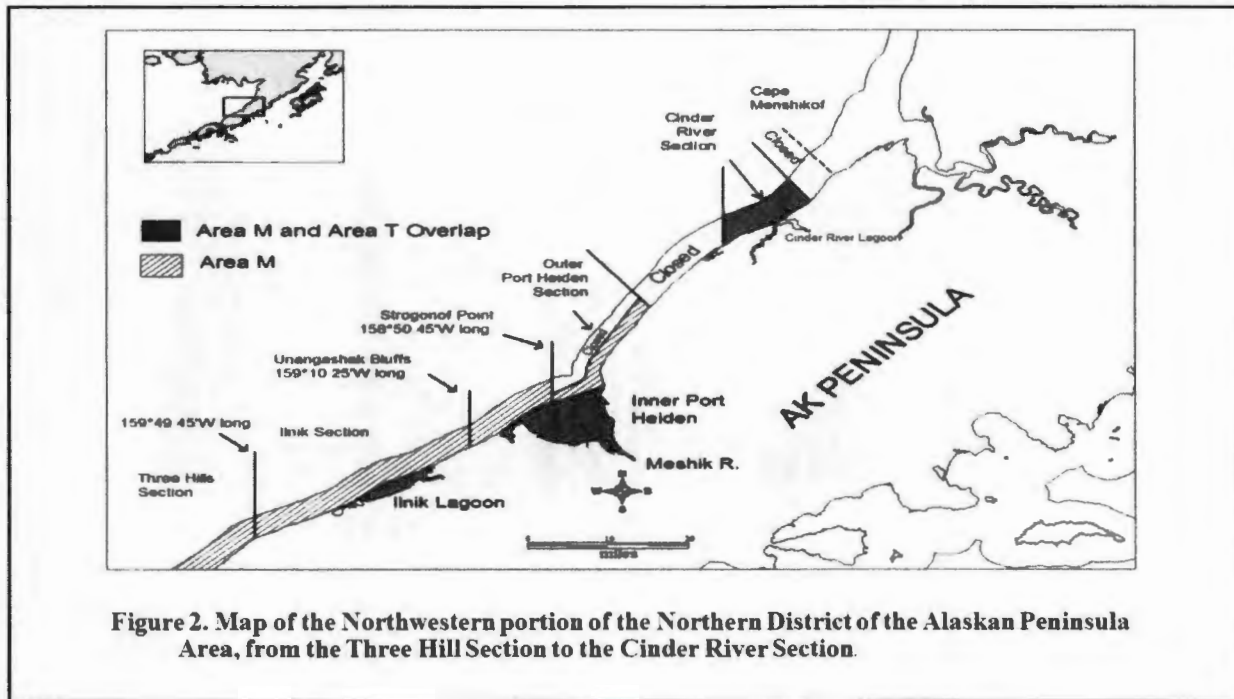 Cape
Menshikof
Cinder
River
Section
Closed
Area M and Area T Overlap
Area M
Cinder River Lagoon
Closed
Outer
Port Heiden
Section
Strogonof Point
158°50 45'W long
Unangashak Bluffs
159°10 25'W long
AK PENINSULA
159°49 45'W long
Ilnik Section
Inner Port
Heiden
Three Hills
Section
Meshik R.
Ilnik Lagoon
Figure 2. Map of the Northwestern portion of the Northern District of the Alaskan Peninsula
Area, from the Three Hill Section to the Cinder River Section.